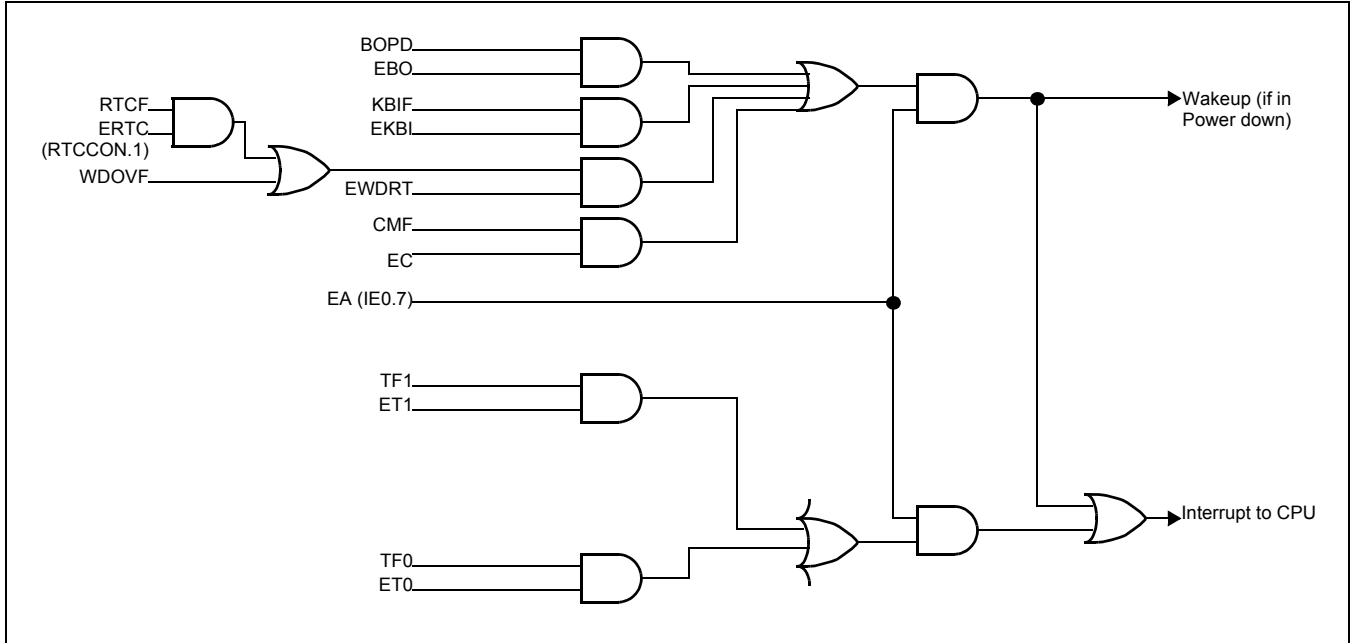 BOPD
EBO
KBIF
EKBI
RTCF
ERTC
(RTCCON.1)
WDOVF
EWDRT
CMF
EC
EA (IE0.7)
TF1
ET1
TF0
ET0
Wakeup (if in
Power down)
Interrupt to CPU